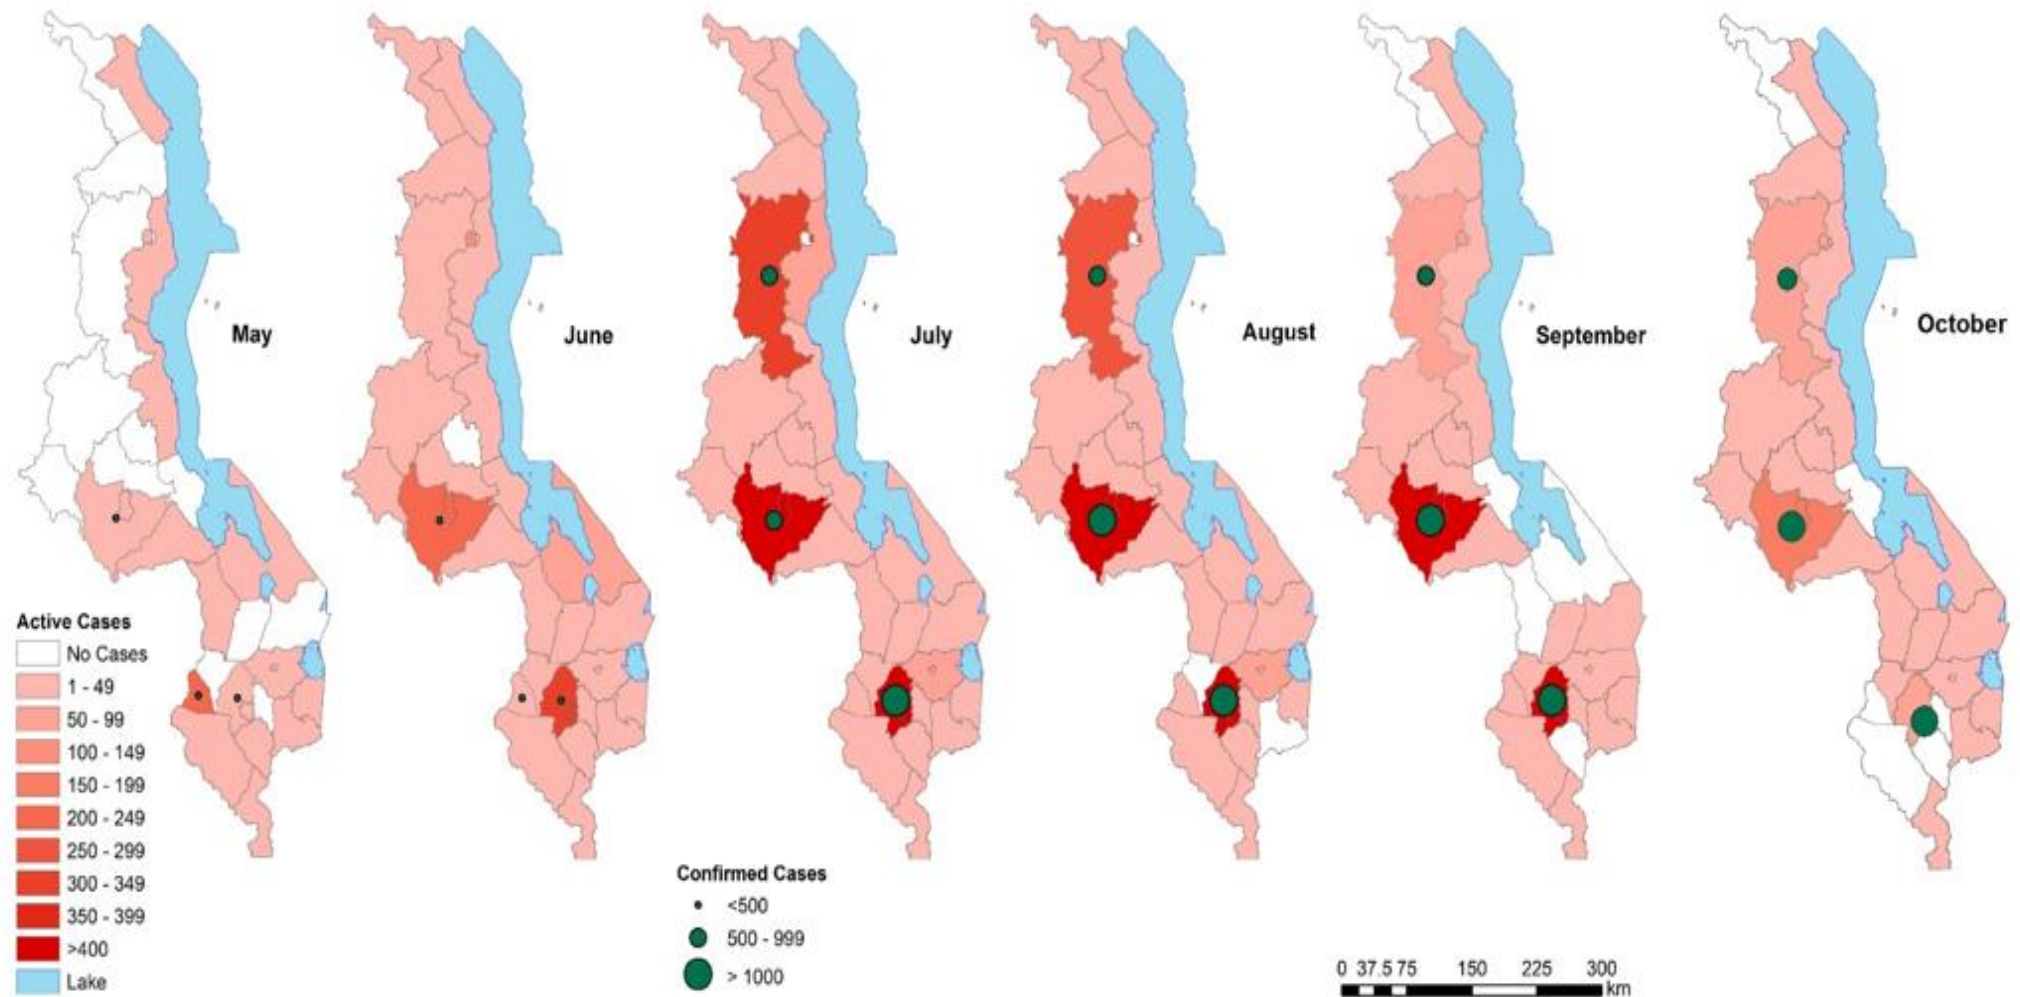 May
June
July
August
September
October
Active Cases
No Cases
1 - 49
50 - 99
100 - 149
150 - 199
200 - 249
250 - 299
300 - 349
350 - 399
>400
Lake
Confirmed Cases
<500
500 - 999
> 1000
0 37.5 75 150 225 300
km